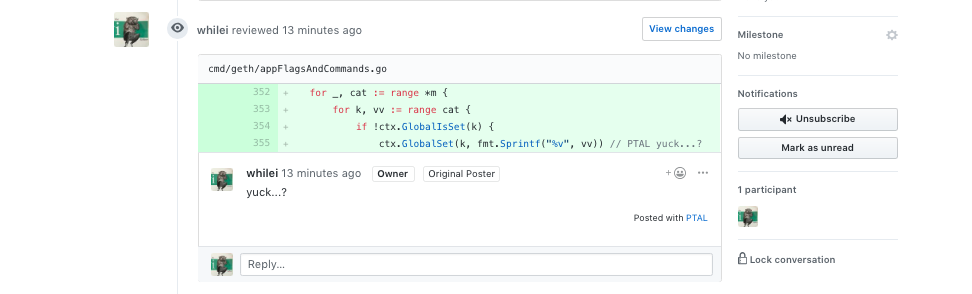 whilei reviewed 13 minutes ago
View changes
cmd/geth/appFlagsAndCommands.go
352 + for _, cat := range *m {
353 + for k, vv := range cat {
354 + if !ctx.GlobalIsSet(k) {
355 + ctx.GlobalSet(k, fmt.Sprintf("%v", vv)) // PTAL yuck...?
whilei 13 minutes ago Owner Original Poster
yuck...?
Posted with PTAL
Reply...
Milestone
No milestone
Notifications
Unsubscribe
Mark as unread
1 participant
Lock conversation